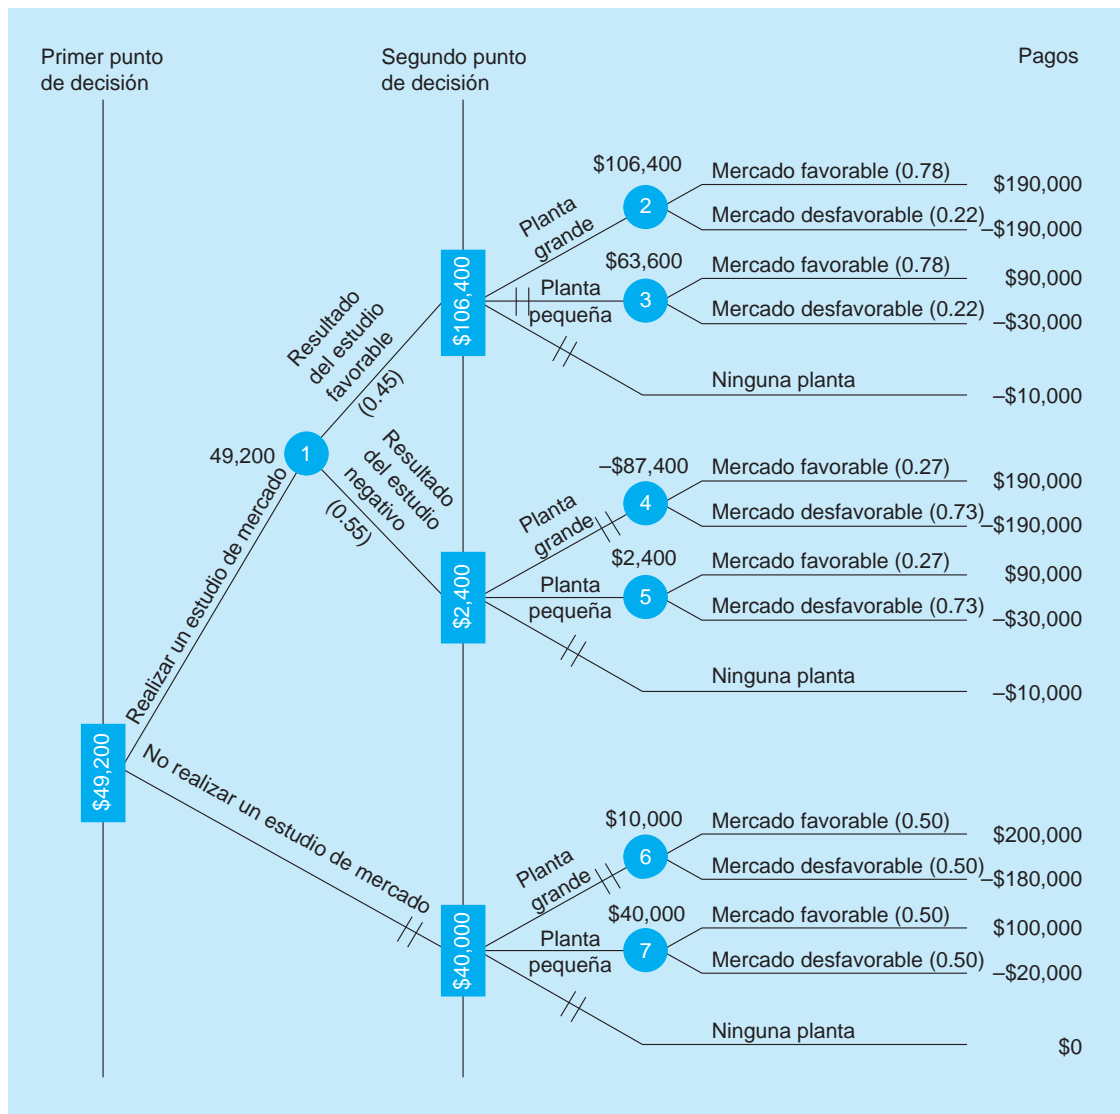 Primer punto
de decisión
Segundo punto
de decisión
Pagos
$106,400
Mercado favorable (0.78)
$190,000
2
Planta
grande
Mercado desfavorable (0.22)
–$190,000
$106,400
$63,600
Mercado favorable (0.78)
$90,000
Planta
pequeña
3
Mercado desfavorable (0.22)
–$30,000
Ninguna planta
–$10,000
Resultado
del estudio
favorable
(0.45)
49,200
1
Resultado
del estudio
negativo
(0.55)
–$87,400
Mercado favorable (0.27)
$190,000
4
Planta
grande
Mercado desfavorable (0.73)
–$190,000
$2,400
$2,400
Mercado favorable (0.27)
$90,000
Planta
pequeña
5
Mercado desfavorable (0.73)
–$30,000
Ninguna planta
–$10,000
Realizar un estudio de mercado
$49,200
No realizar un estudio de mercado
$10,000
Mercado favorable (0.50)
$200,000
6
Planta
grande
Mercado desfavorable (0.50)
–$180,000
$40,000
$40,000
Mercado favorable (0.50)
$100,000
Planta
pequeña
7
Mercado desfavorable (0.50)
–$20,000
Ninguna planta
$0